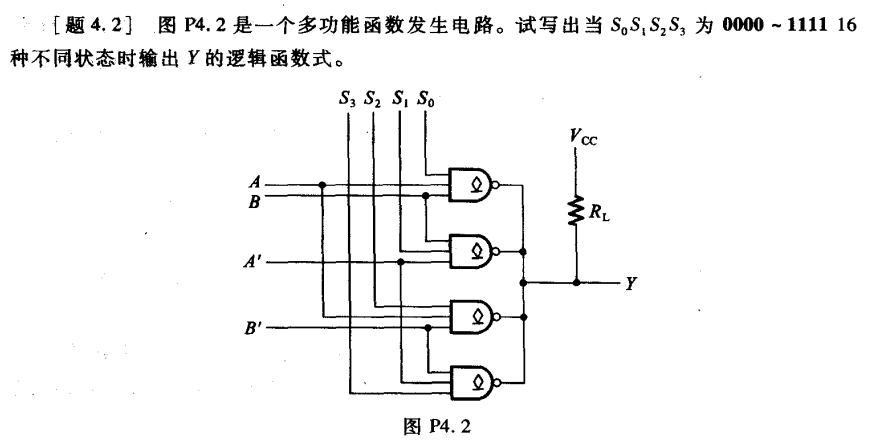 [题 4.2] 图 P4.2 是一个多功能函数发生电路。试写出当 S₀S₁S₂S₃ 为 0000 ~ 1111 16
种不同状态时输出 Y 的逻辑函数式。
S₃ S₂ S₁ S₀
V_CC
A
B
R_L
A'
Y
B'
图 P4.2